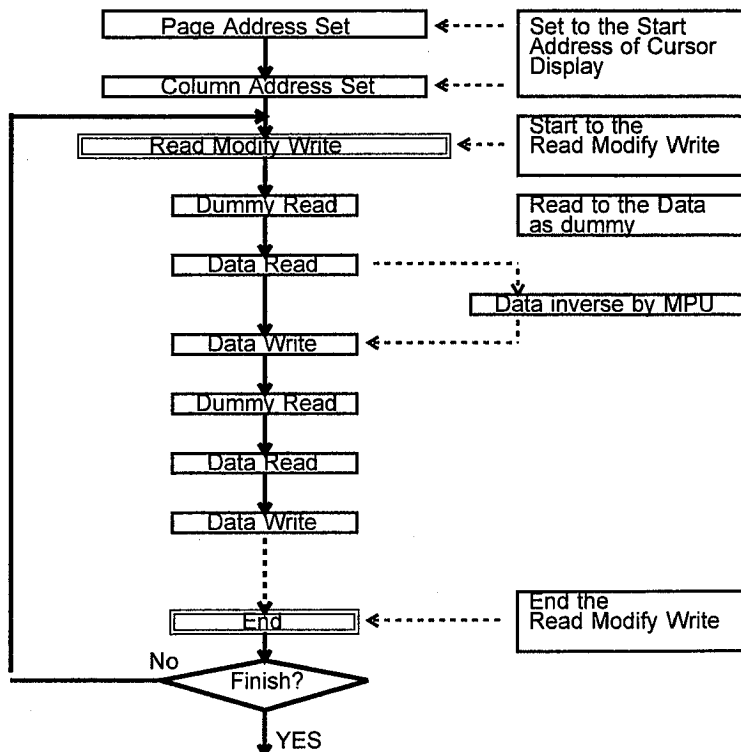 Page Address Set
Set to the Start
Address of Cursor
Display
Column Address Set
Start to the
Read Modify Write
Read Modify Write
Dummy Read
Read to the Data
as dummy
Data Read
Data inverse by MPU
Data Write
Dummy Read
Data Read
Data Write
End the
Read Modify Write
End
No
Finish?
YES